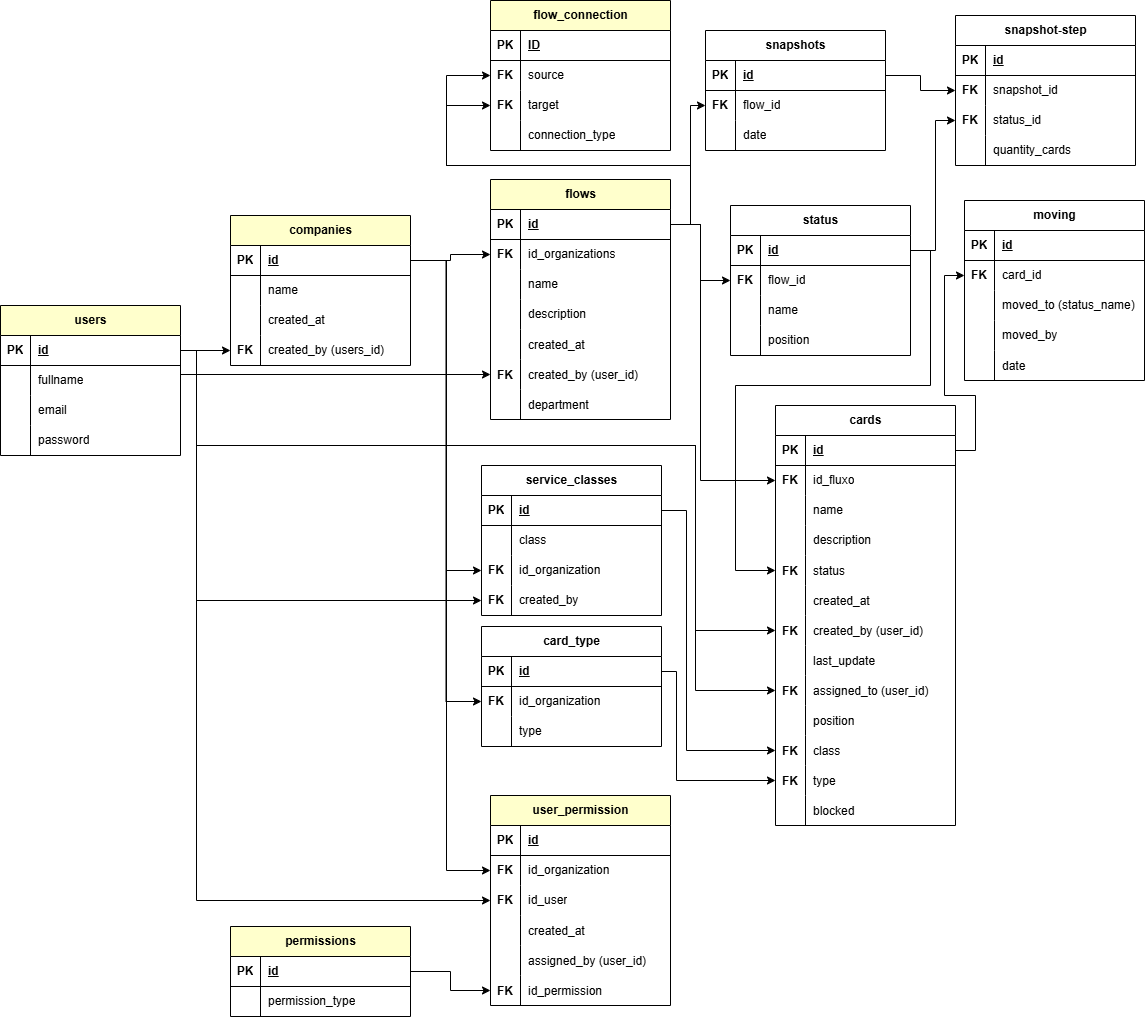 flow_connection
PK ID
FK source
FK target
connection_type
snapshots
PK id
FK flow_id
date
snapshot-step
PK id
FK snapshot_id
FK status_id
quantity_cards
flows
PK id
FK id_organizations
name
description
created_at
FK created_by (user_id)
department
companies
PK id
name
created_at
FK created_by (users_id)
status
PK id
FK flow_id
name
position
moving
PK id
FK card_id
moved_to (status_name)
moved_by
date
users
PK id
fullname
email
password
cards
PK id
FK id_fluxo
name
description
FK status
created_at
FK created_by (user_id)
last_update
FK assigned_to (user_id)
position
FK class
FK type
blocked
service_classes
PK id
class
FK id_organization
FK created_by
card_type
PK id
FK id_organization
type
user_permission
PK id
FK id_organization
FK id_user
created_at
assigned_by (user_id)
FK id_permission
permissions
PK id
permission_type